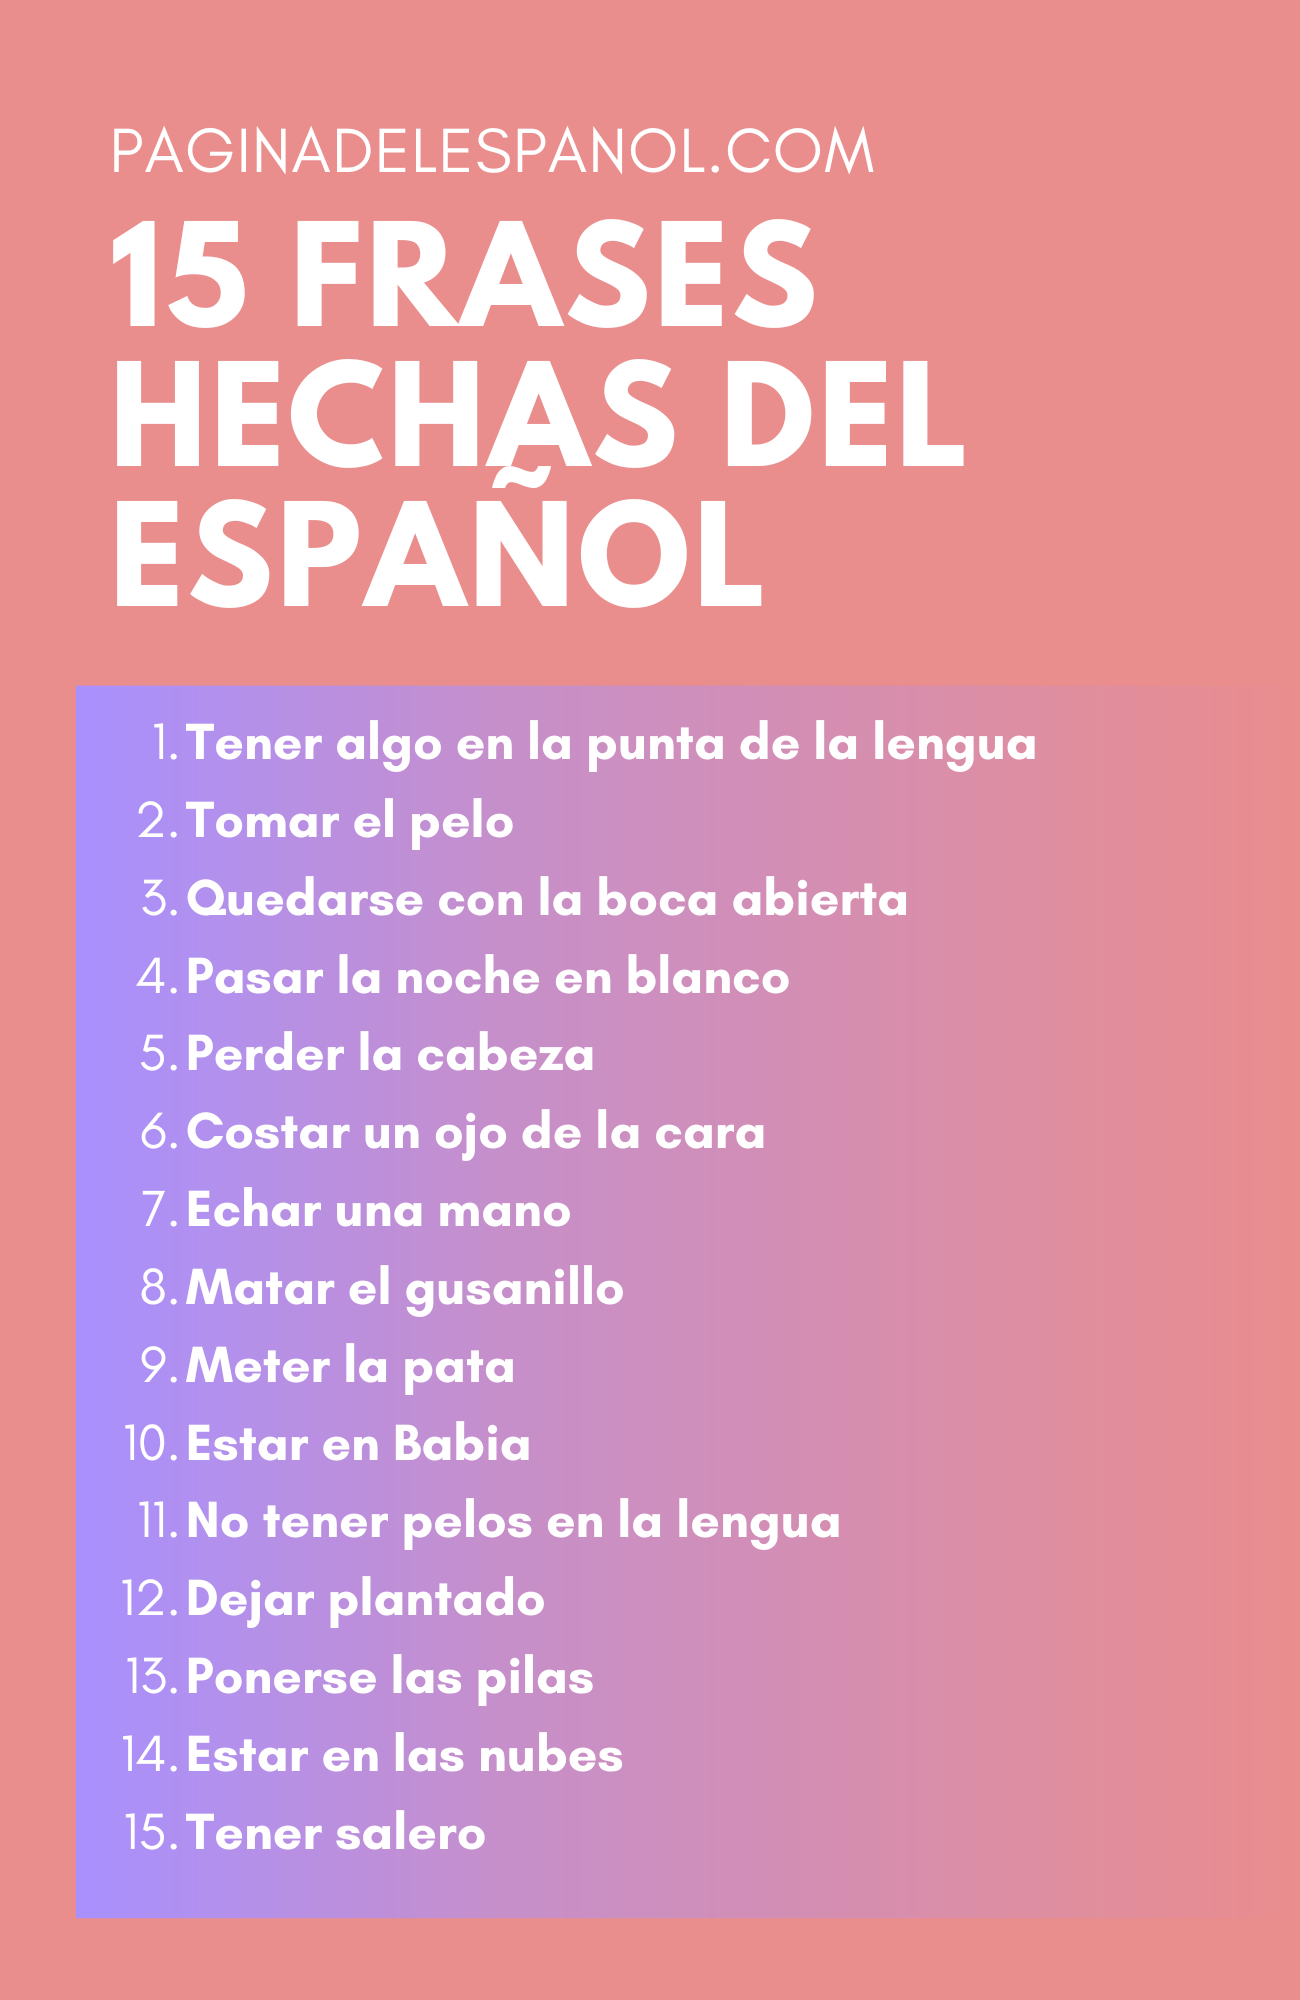 PAGINADELESPANOL.COM
15 FRASES
HECHAS DEL
ESPAÑOL
1. Tener algo en la punta de la lengua
2. Tomar el pelo
3. Quedarse con la boca abierta
4. Pasar la noche en blanco
5. Perder la cabeza
6. Costar un ojo de la cara
7. Echar una mano
8. Matar el gusanillo
9. Meter la pata
10. Estar en Babia
11. No tener pelos en la lengua
12. Dejar plantado
13. Ponerse las pilas
14. Estar en las nubes
15. Tener salero